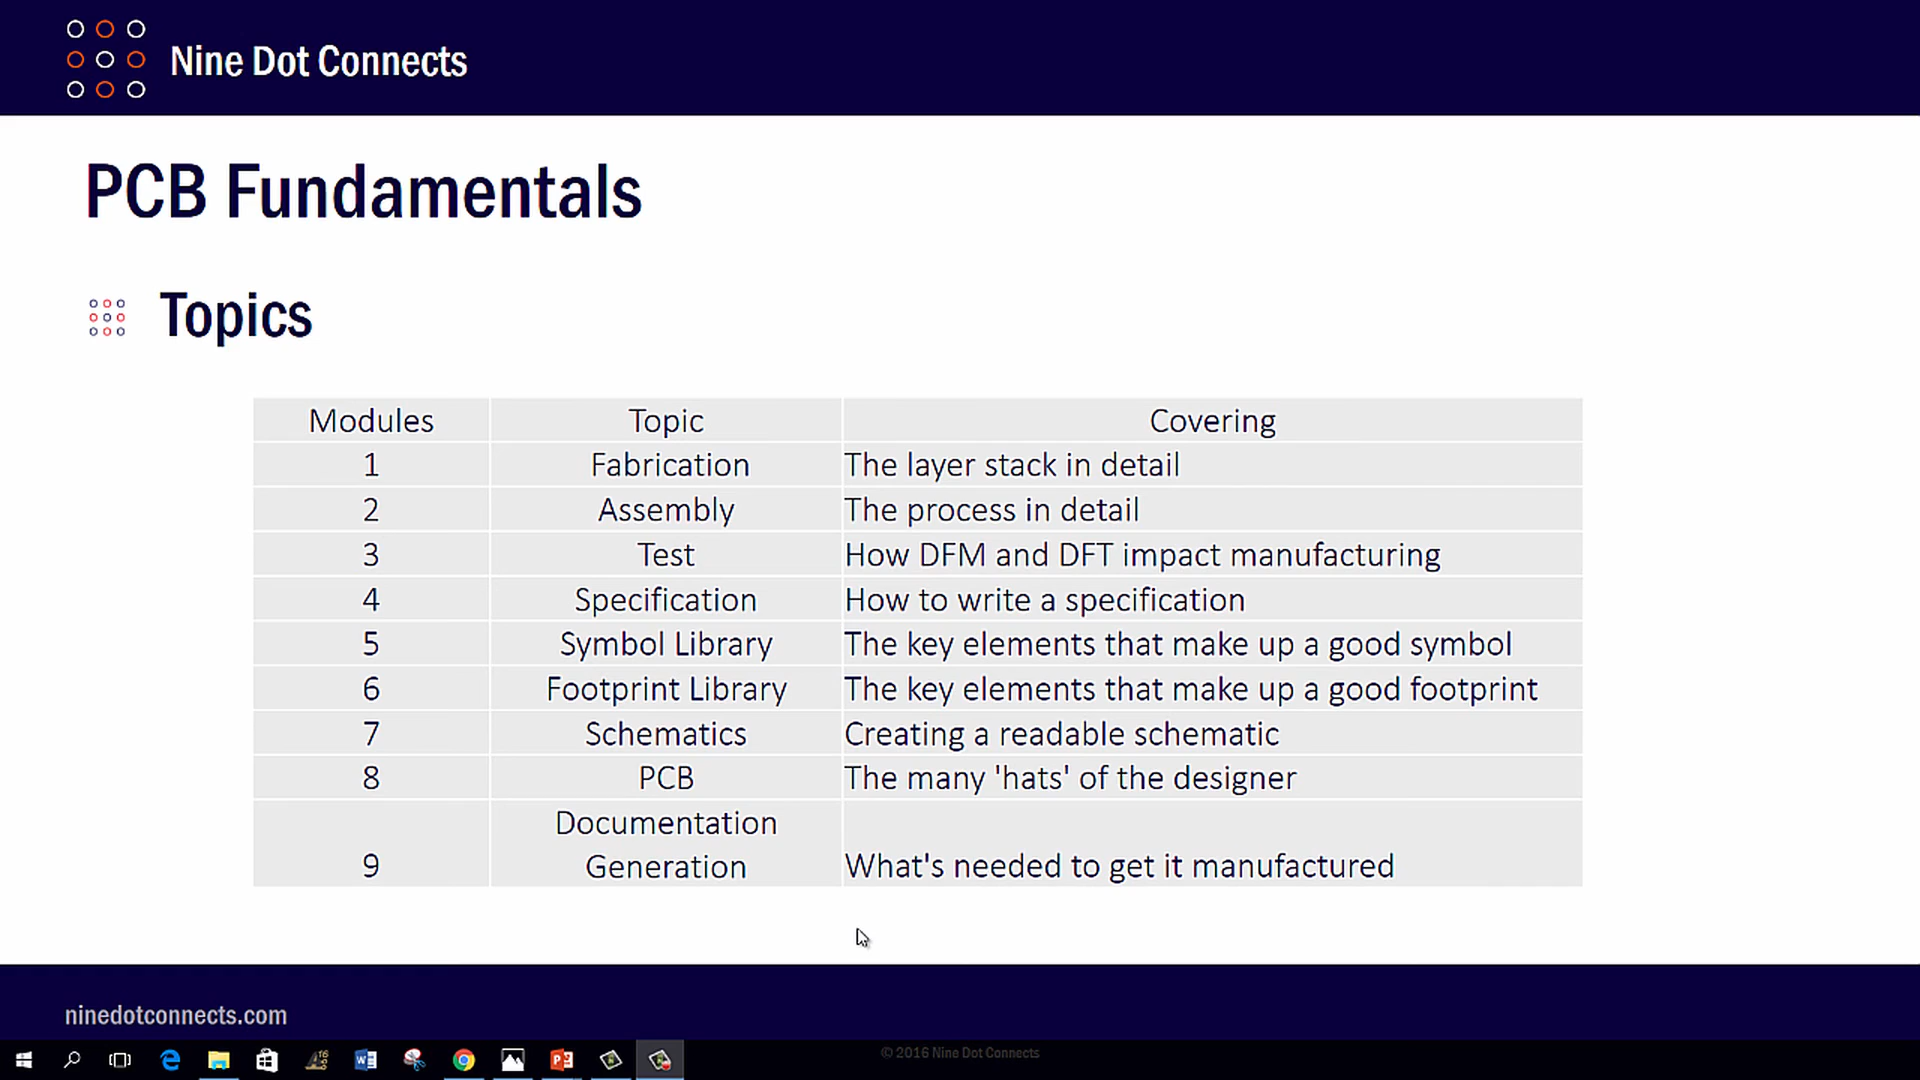 Nine Dot Connects
PCB Fundamentals
Topics
Modules Topic Covering
1 Fabrication The layer stack in detail
2 Assembly The process in detail
3 Test How DFM and DFT impact manufacturing
4 Specification How to write a specification
5 Symbol Library The key elements that make up a good symbol
6 Footprint Library The key elements that make up a good footprint
7 Schematics Creating a readable schematic
8 PCB The many 'hats' of the designer
Documentation
9 Generation What's needed to get it manufactured
ninedotconnects.com
© 2016 Nine Dot Connects